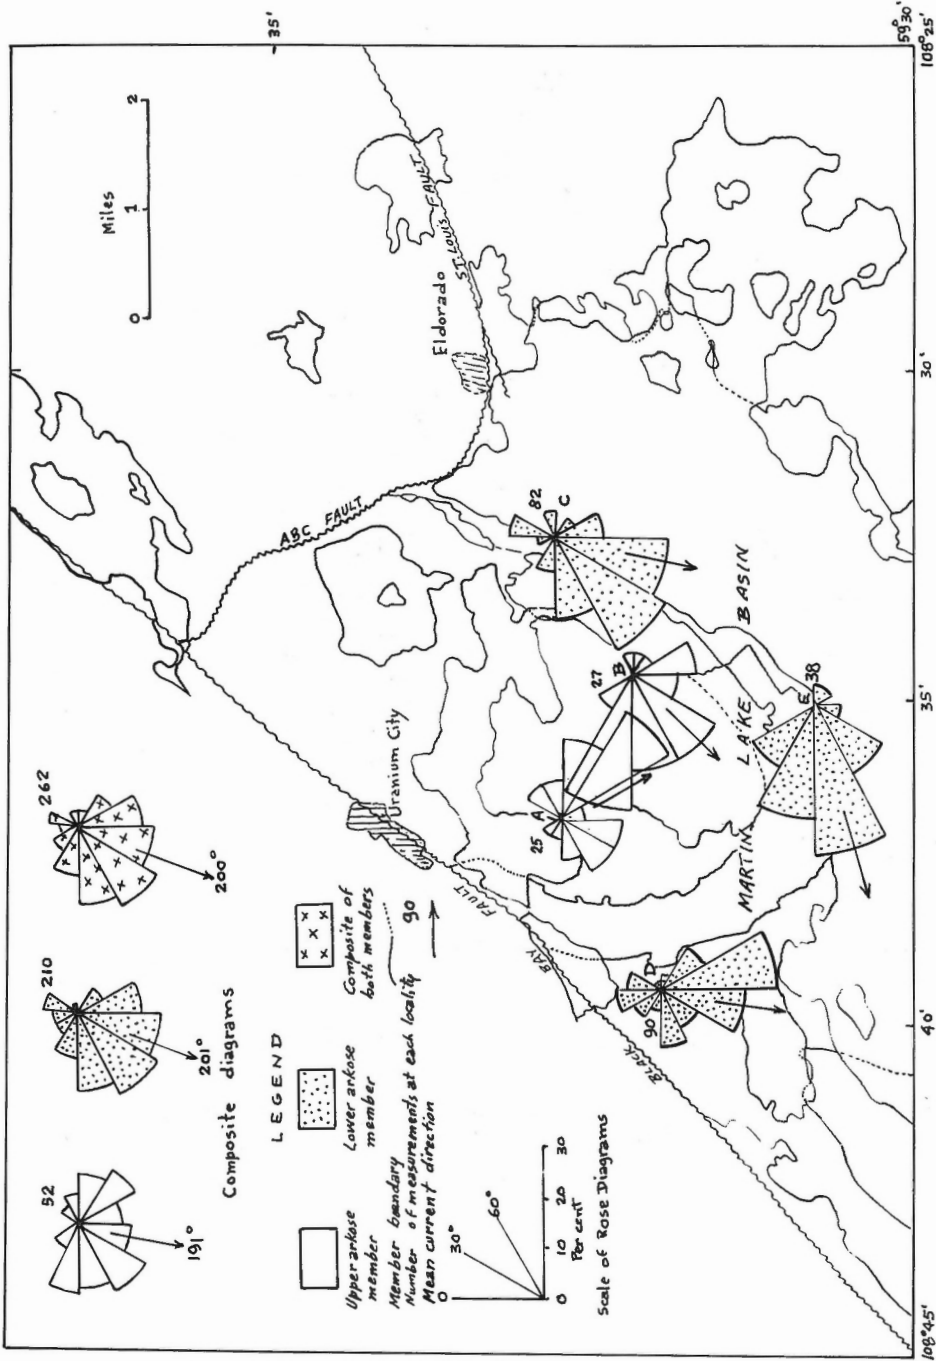 35'
59° 30'
108° 25'
Miles
0 1 2
ST. LOUIS FAULT
Eldorado
30'
ABC FAULT
82
C
27
B
MARTIN LAKE BASIN
35'
E 38
Uranium City
25
A
BLACK BAY FAULT
D
90
40'
108° 45'
52
191°
210
201°
262
200°
Composite diagrams
LEGEND
Upper arkose member
Lower arkose member
Composite of both members
Member boundary
Number of measurements at each locality 90
Mean current direction
0 30° 60°
0 10 20 30
Per cent
Scale of Rose Diagrams